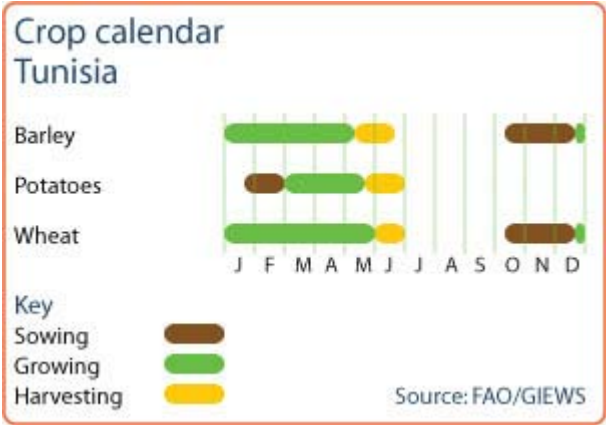 Crop calendar
Tunisia
Barley
Potatoes
Wheat
J F M A M J J A S O N D
Key
Sowing
Growing
Harvesting
Source: FAO/GIEWS